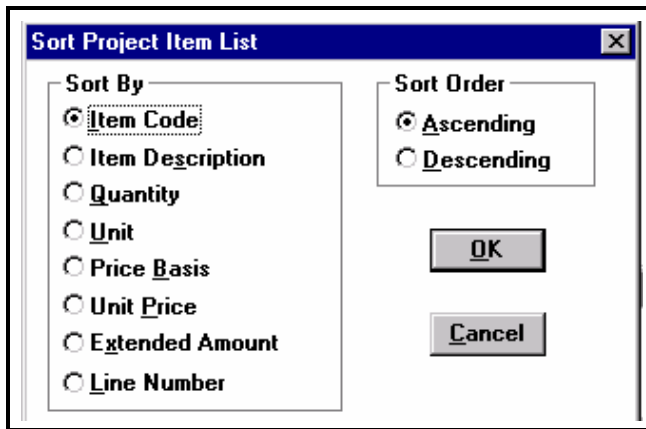 Sort Project Item List
Sort By
Item Code
Item Description
Quantity
Unit
Price Basis
Unit Price
Extended Amount
Line Number
Sort Order
Ascending
Descending
OK
Cancel